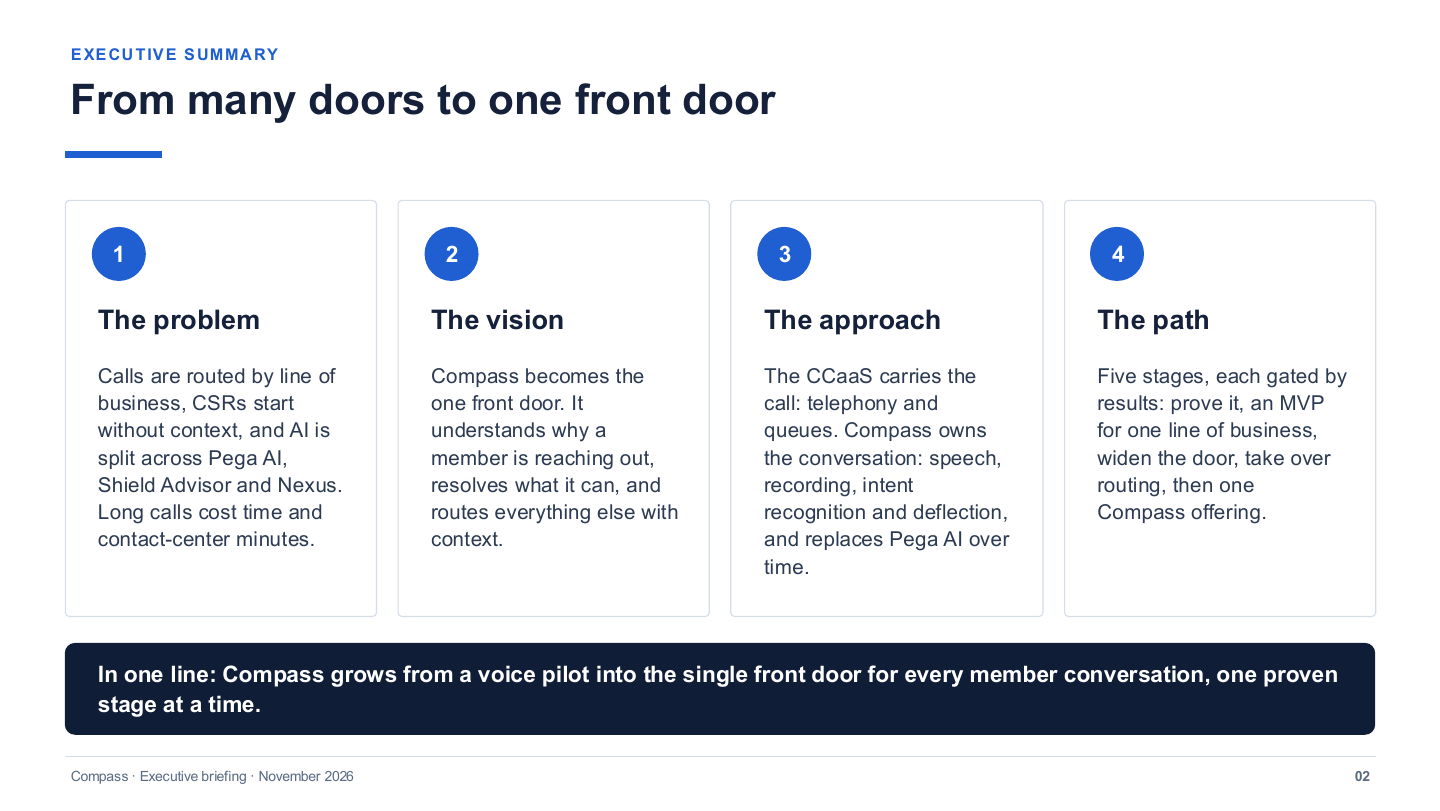 EXECUTIVE SUMMARY
From many doors to one front door
1
The problem
Calls are routed by line of
business, CSRs start
without context, and AI is
split across Pega AI,
Shield Advisor and Nexus.
Long calls cost time and
contact-center minutes.
2
The vision
Compass becomes the
one front door. It
understands why a
member is reaching out,
resolves what it can, and
routes everything else with
context.
3
The approach
The CCaaS carries the
call: telephony and
queues. Compass owns
the conversation: speech,
recording, intent
recognition and deflection,
and replaces Pega AI over
time.
4
The path
Five stages, each gated by
results: prove it, an MVP
for one line of business,
widen the door, take over
routing, then one
Compass offering.
In one line: Compass grows from a voice pilot into the single front door for every member conversation, one proven
stage at a time.
Compass · Executive briefing · November 2026
02